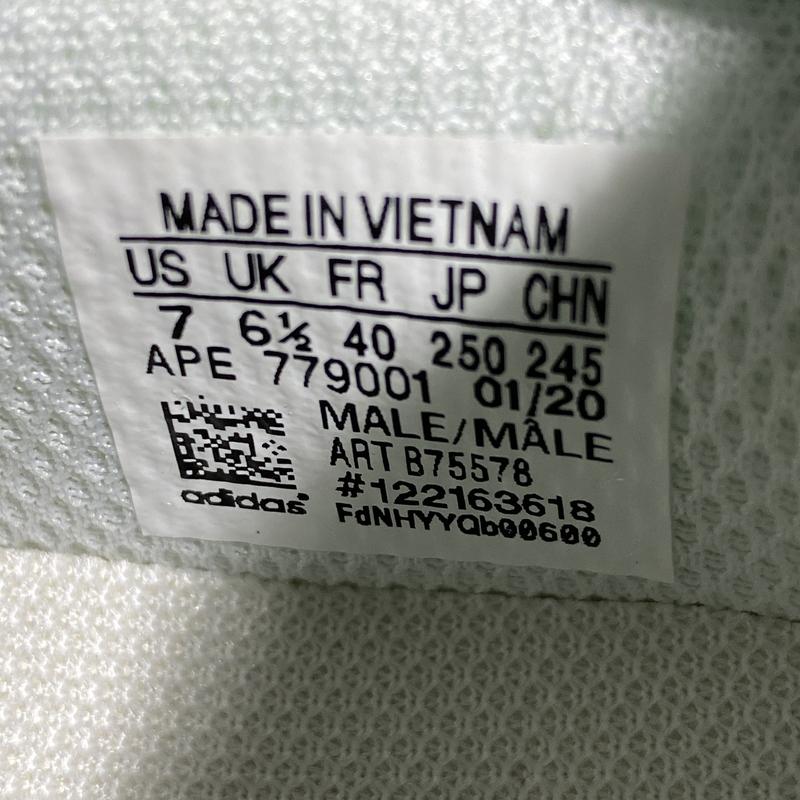 MADE IN VIETNAM
US UK FR JP CHN
7 6½ 40 250 245
APE 779001 01/20
MALE/MÂLE
ART B75578
#122163618
adidas
FdNHYYQb00600